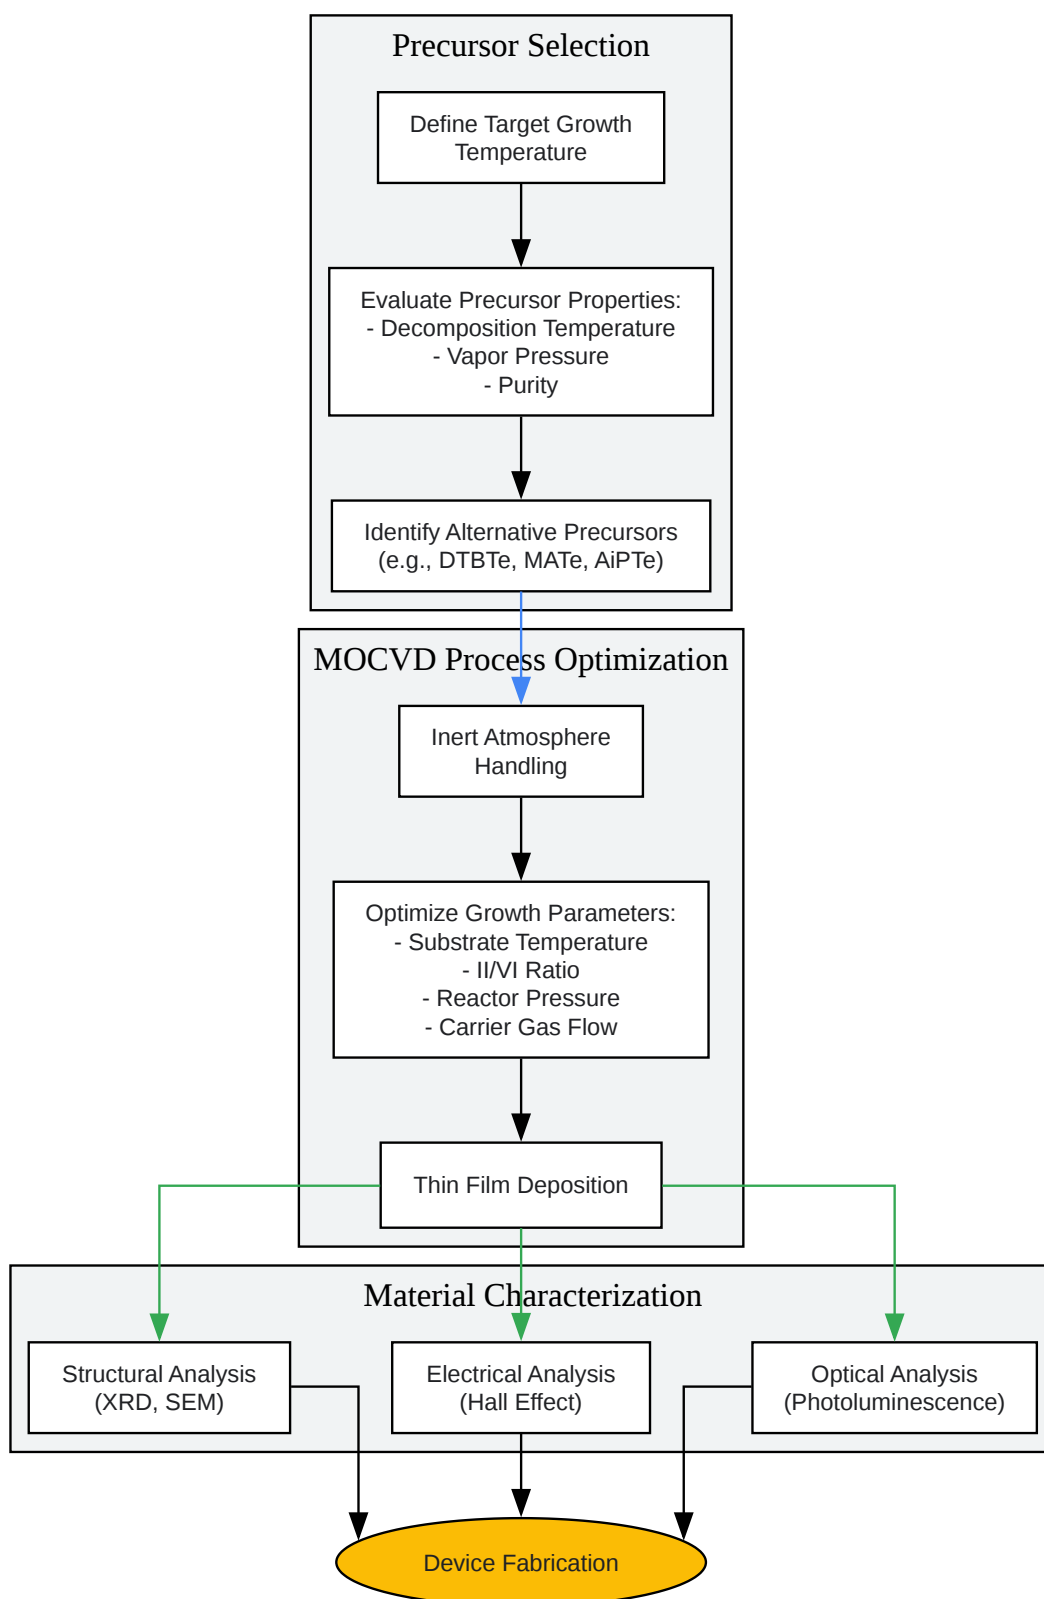 Precursor Selection
Define Target Growth
Temperature
Evaluate Precursor Properties:
- Decomposition Temperature
- Vapor Pressure
- Purity
Identify Alternative Precursors
(e.g., DTBTe, MATe, AiPTe)
MOCVD Process Optimization
Inert Atmosphere
Handling
Optimize Growth Parameters:
- Substrate Temperature
- II/VI Ratio
- Reactor Pressure
- Carrier Gas Flow
Thin Film Deposition
Material Characterization
Structural Analysis
(XRD, SEM)
Electrical Analysis
(Hall Effect)
Optical Analysis
(Photoluminescence)
Device Fabrication